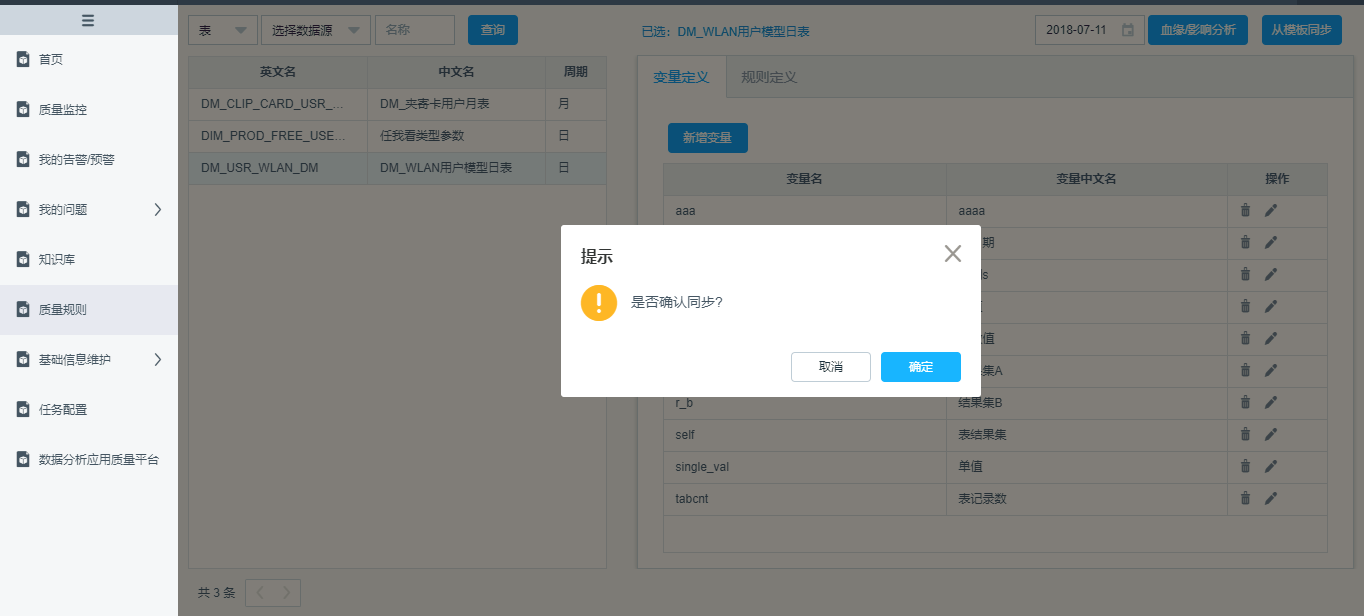 首页
质量监控
我的告警/预警
我的问题
知识库
质量规则
基础信息维护
任务配置
数据分析应用质量平台
表 选择数据源 名称 查询
英文名 中文名 周期
DM_CLIP_CARD_USR_... DM_夹寄卡用户月表 月
DIM_PROD_FREE_USE... 任我看类型参数 日
DM_USR_WLAN_DM DM_WLAN用户模型日表 日
共 3 条
已选: DM_WLAN用户模型日表 2018-07-11 血缘/影响分析 从模板同步
变量定义 规则定义
新增变量
变量名 变量中文名 操作
aaa aaaa
期
s
值
集A
r_b 结果集B
self 表结果集
single_val 单值
tabcnt 表记录数
提示
是否确认同步?
取消 确定